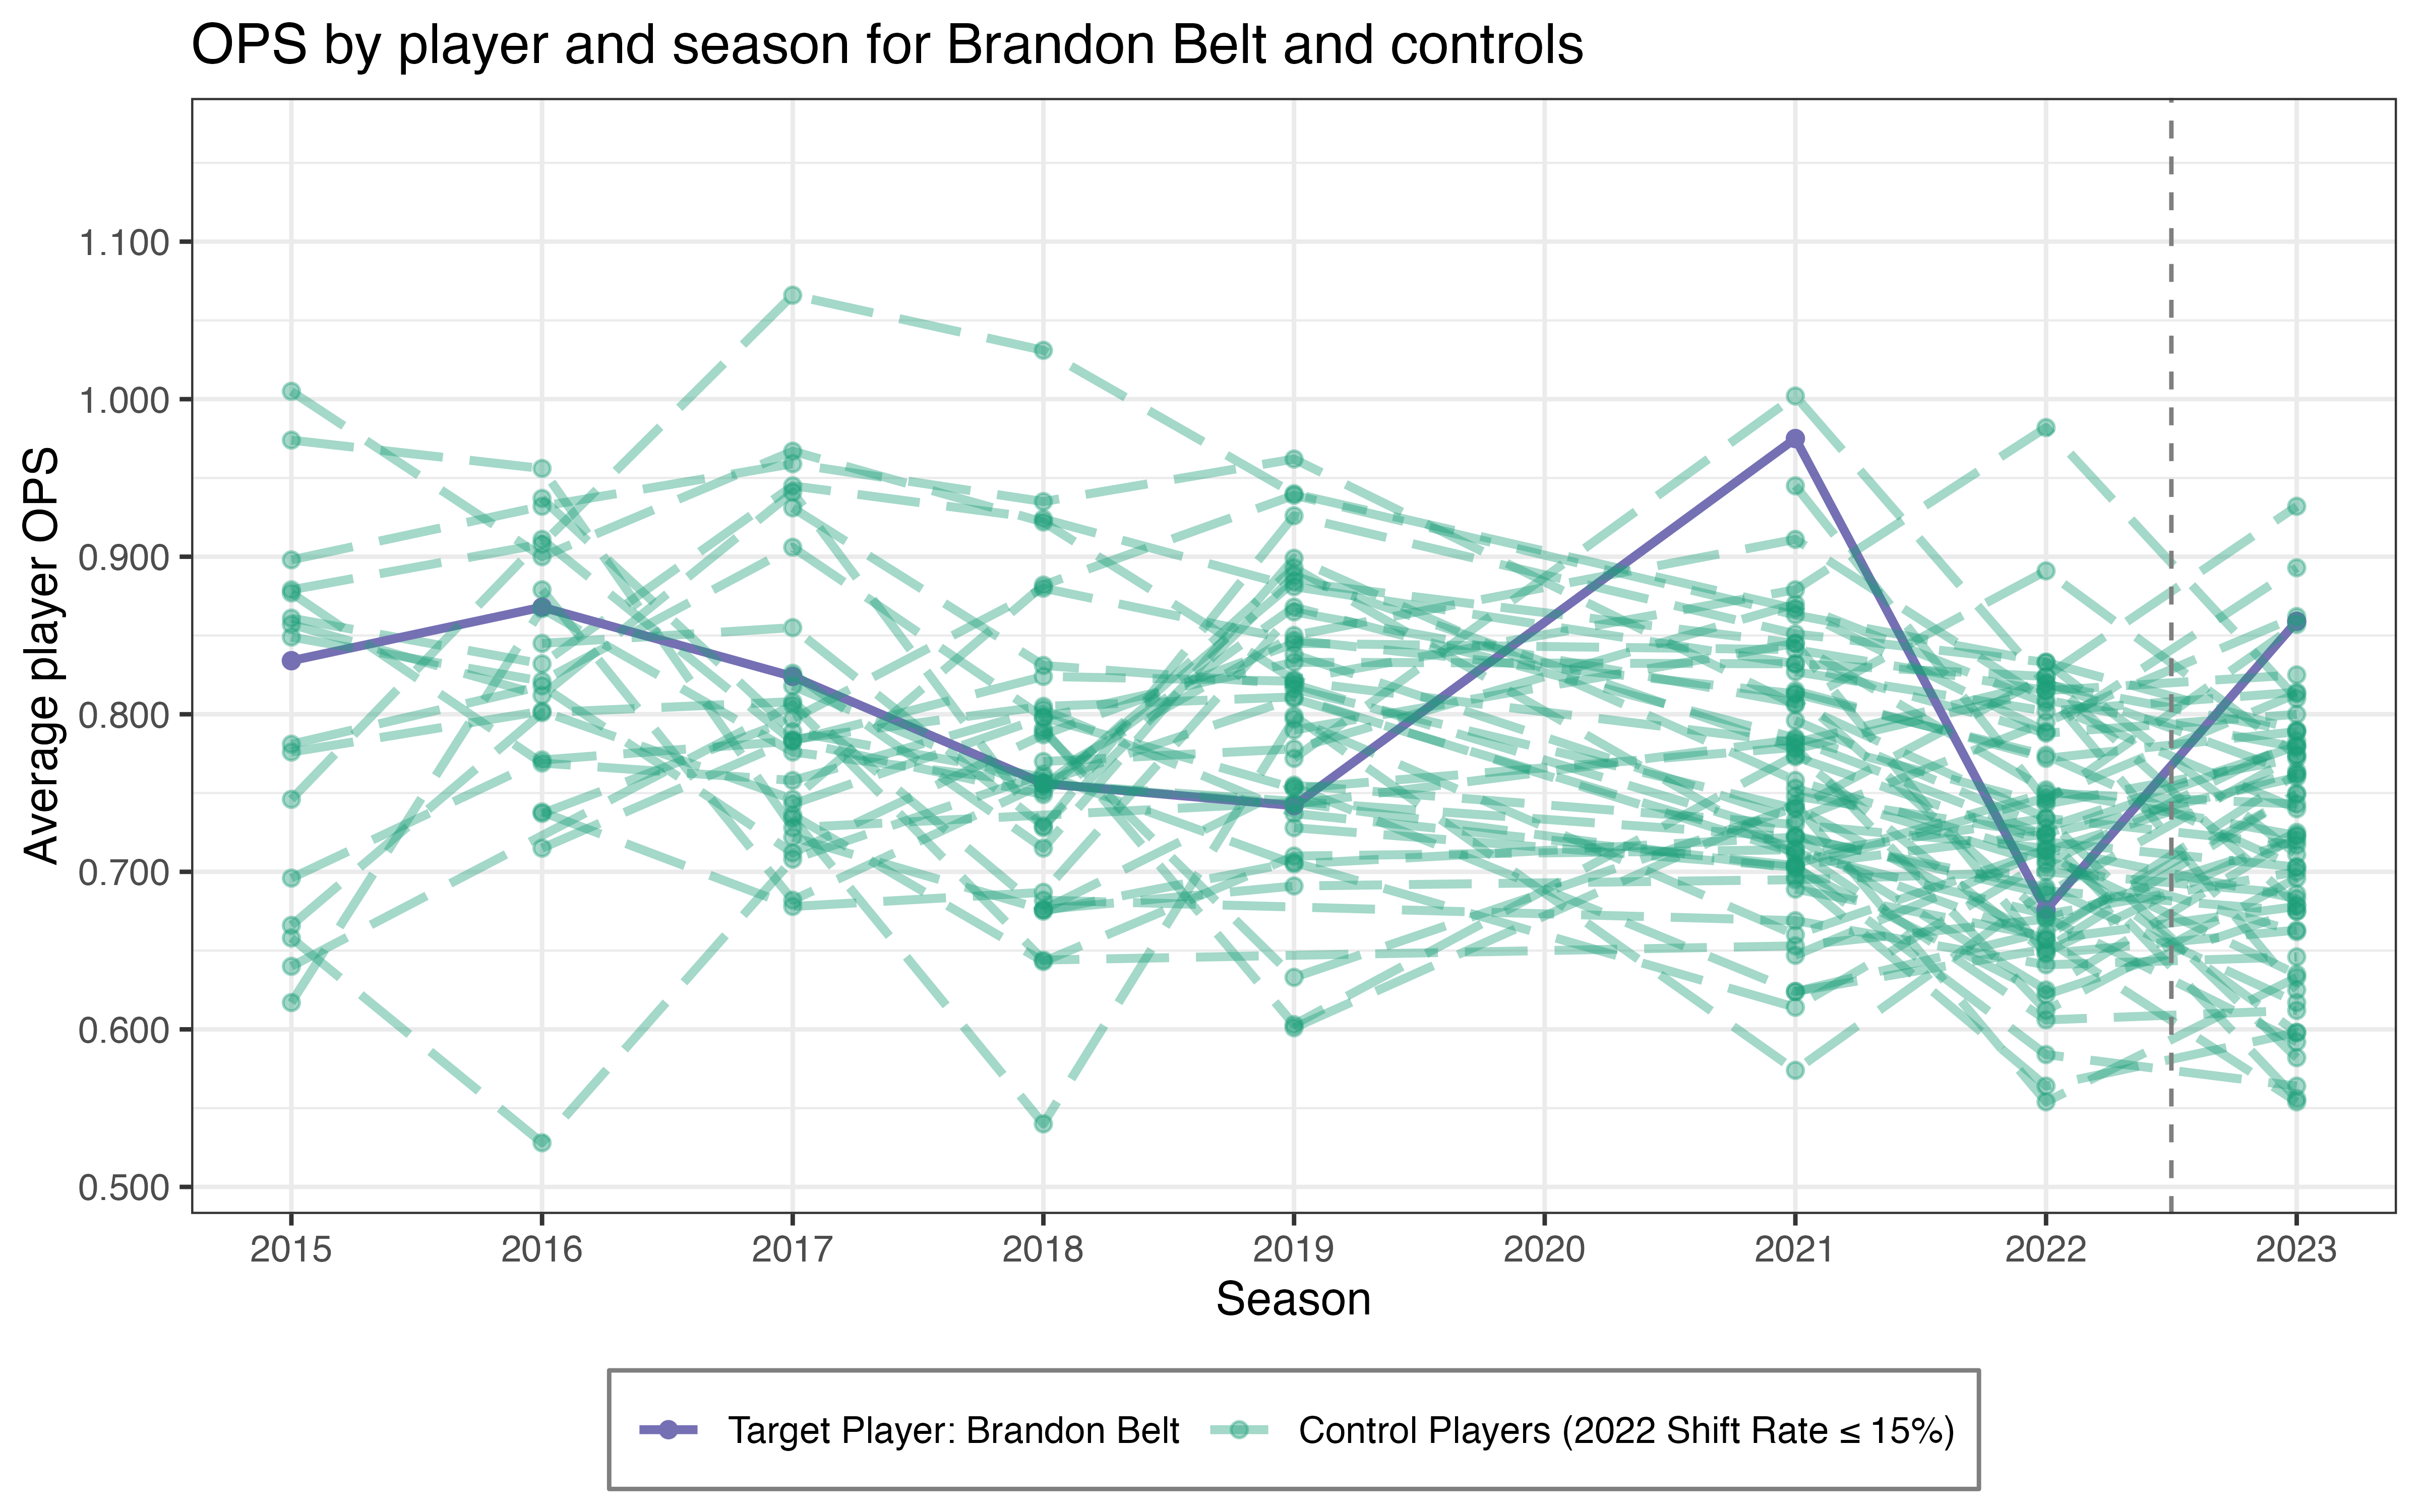 OPS by player and season for Brandon Belt and controls
Average player OPS
1.100
1.000
0.900
0.800
0.700
0.600
0.500
2015 2016 2017 2018 2019 2020 2021 2022 2023
Season
Target Player: Brandon Belt Control Players (2022 Shift Rate ≤ 15%)